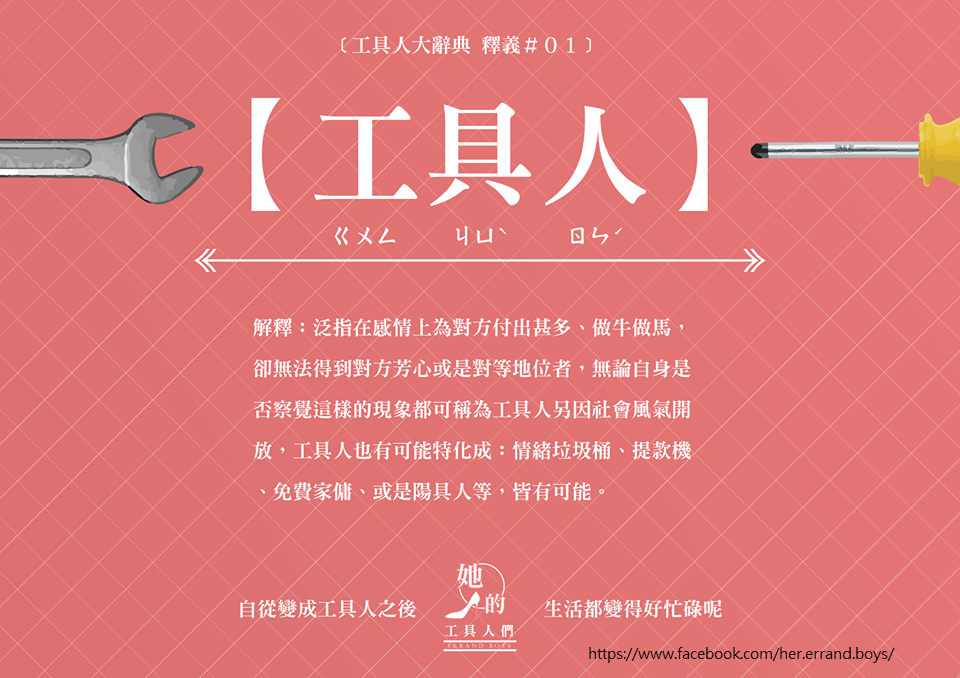 〔工具人大辭典 釋義#01〕
【工具人】
ㄍㄨㄥ ㄐㄩˋ ㄖㄣˊ
解釋：泛指在感情上為對方付出甚多、做牛做馬，
卻無法得到對方芳心或是對等地位者，無論自身是
否察覺這樣的現象都可稱為工具人另因社會風氣開
放，工具人也有可能特化成：情緒垃圾桶、提款機
、免費家傭、或是陽具人等，皆有可能。
自從變成工具人之後
她的
工具人們
ERRAND BOYS
生活都變得好忙碌呢
https://www.facebook.com/her.errand.boys/